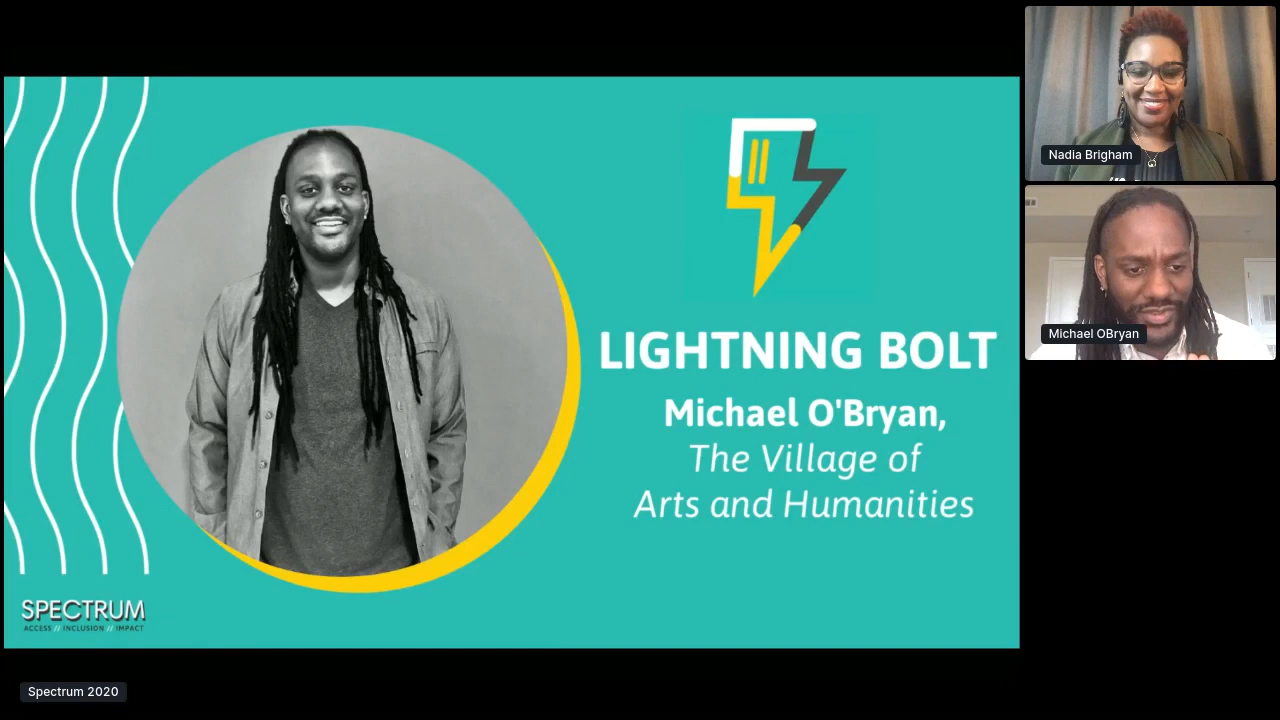 LIGHTNING BOLT
Michael O'Bryan,
The Village of
Arts and Humanities
SPECTRUM
ACCESS // INCLUSION // IMPACT
Spectrum 2020
Nadia Brigham
Michael OBryan